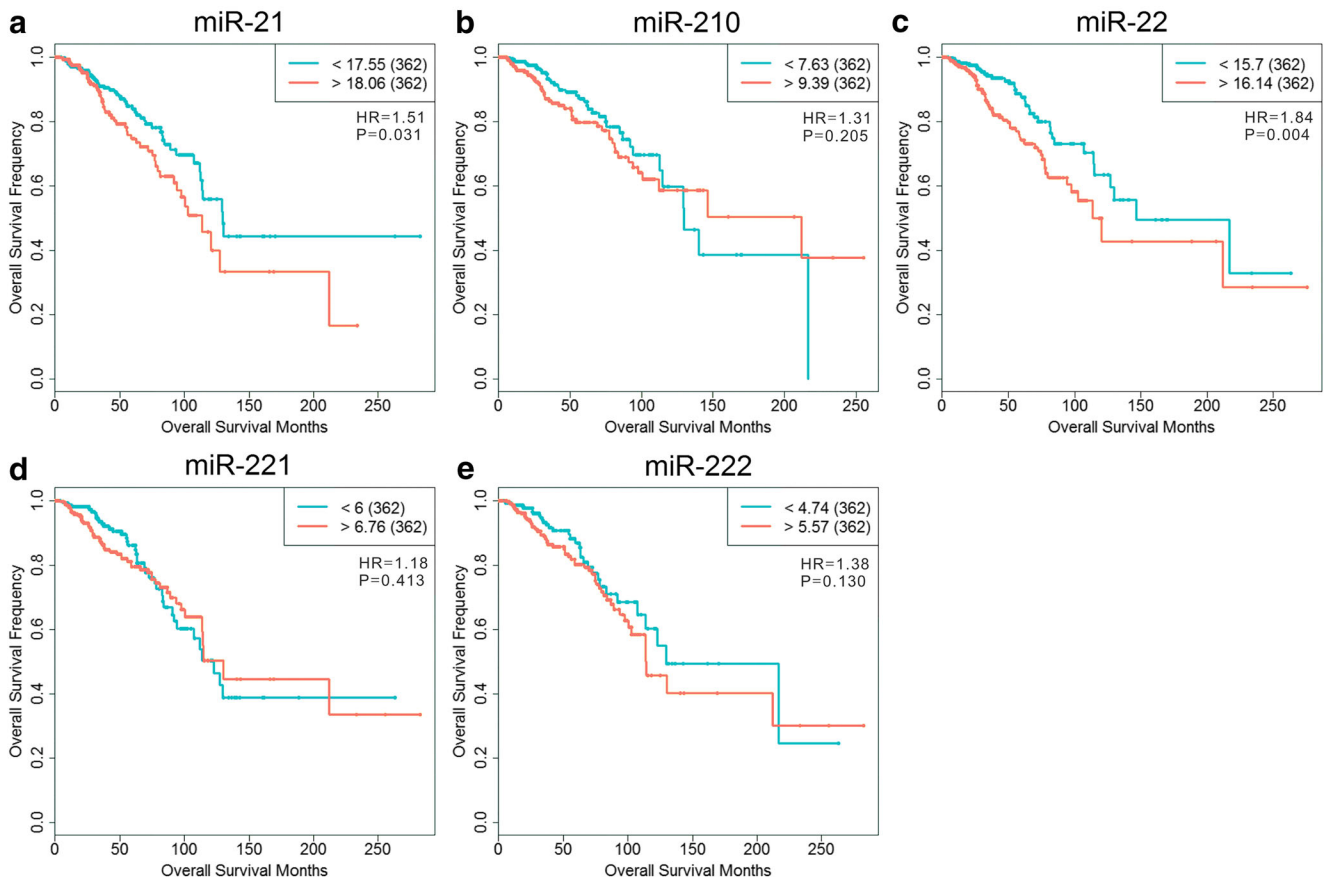 a
miR-21
< 17.55 (362)
> 18.06 (362)
HR=1.51
P=0.031
Overall Survival Frequency
1.0
0.8
0.6
0.4
0.2
0.0
0 50 100 150 200 250
Overall Survival Months
b
miR-210
< 7.63 (362)
> 9.39 (362)
HR=1.31
P=0.205
Overall Survival Frequency
1.0
0.8
0.6
0.4
0.2
0.0
0 50 100 150 200 250
Overall Survival Months
c
miR-22
< 15.7 (362)
> 16.14 (362)
HR=1.84
P=0.004
Overall Survival Frequency
1.0
0.8
0.6
0.4
0.2
0.0
0 50 100 150 200 250
Overall Survival Months
d
miR-221
< 6 (362)
> 6.76 (362)
HR=1.18
P=0.413
Overall Survival Frequency
1.0
0.8
0.6
0.4
0.2
0.0
0 50 100 150 200 250
Overall Survival Months
e
miR-222
< 4.74 (362)
> 5.57 (362)
HR=1.38
P=0.130
Overall Survival Frequency
1.0
0.8
0.6
0.4
0.2
0.0
0 50 100 150 200 250
Overall Survival Months